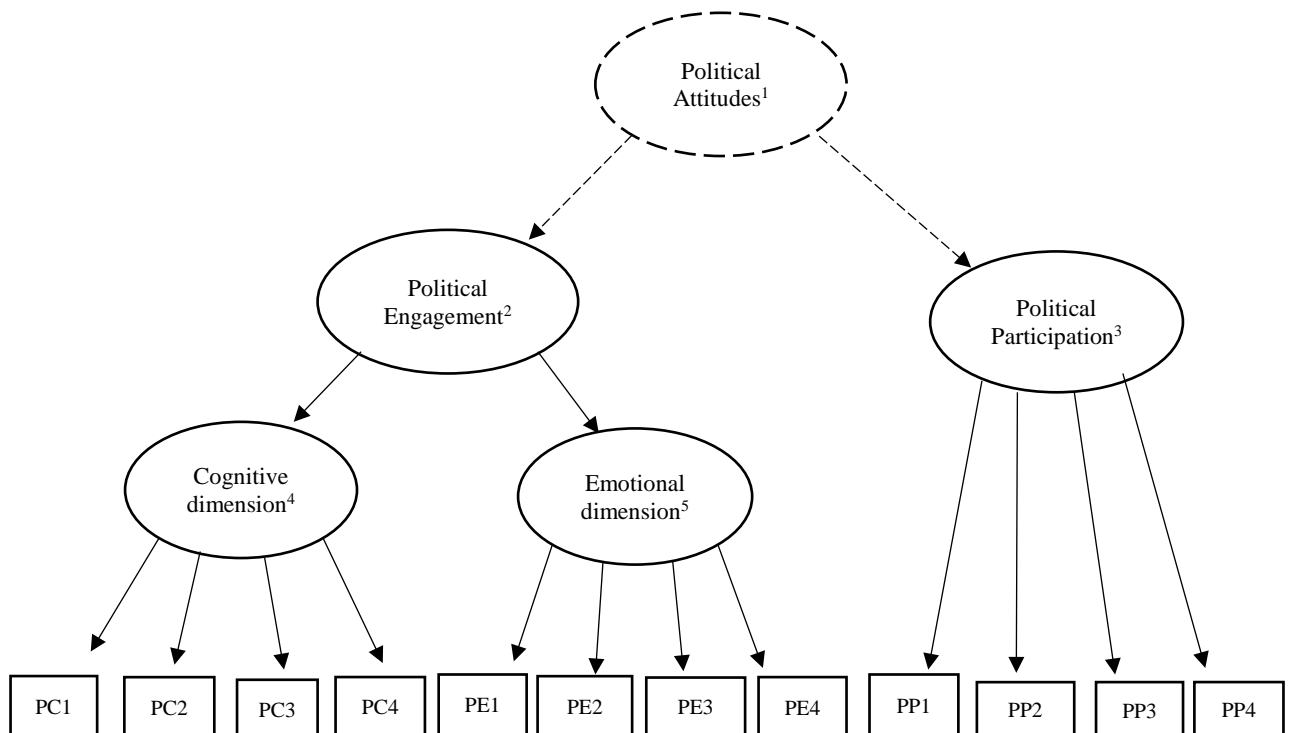 Political
Attitudes¹
Political
Engagement²
Political
Participation³
Cognitive
dimension⁴
Emotional
dimension⁵
PC1
PC2
PC3
PC4
PE1
PE2
PE3
PE4
PP1
PP2
PP3
PP4